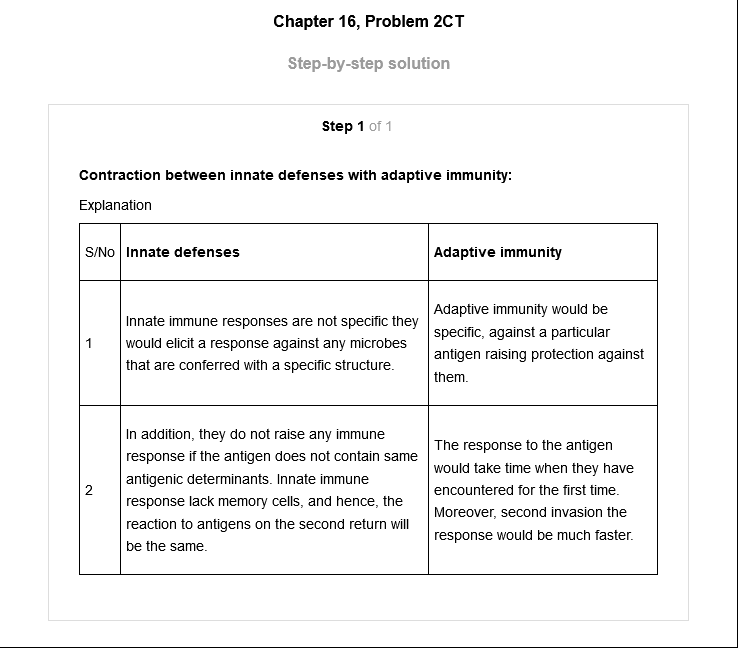 Chapter 16, Problem 2CT
Step-by-step solution
Step 1 of 1
Contraction between innate defenses with adaptive immunity:
Explanation
S/No Innate defenses Adaptive immunity
1
Innate immune responses are not specific they
would elicit a response against any microbes
that are conferred with a specific structure.
Adaptive immunity would be
specific, against a particular
antigen raising protection against
them.
2
In addition, they do not raise any immune
response if the antigen does not contain same
antigenic determinants. Innate immune
response lack memory cells, and hence, the
reaction to antigens on the second return will
be the same.
The response to the antigen
would take time when they have
encountered for the first time.
Moreover, second invasion the
response would be much faster.